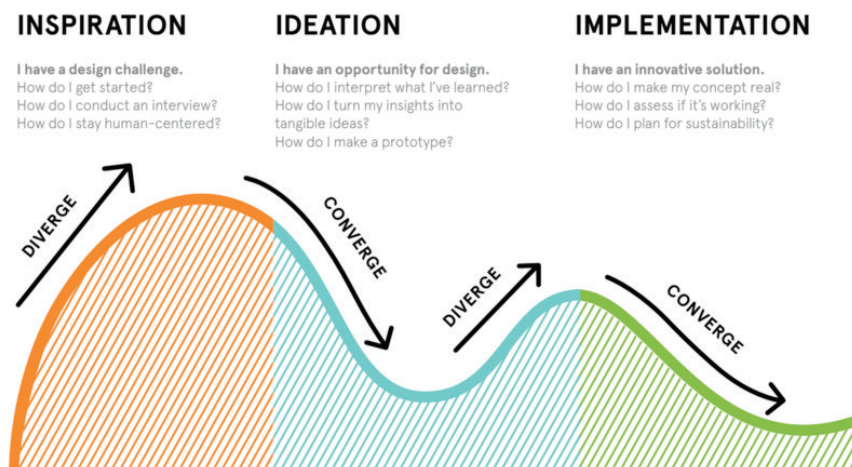 INSPIRATION
I have a design challenge.
How do I get started?
How do I conduct an interview?
How do I stay human-centered?
IDEATION
I have an opportunity for design.
How do I interpret what I've learned?
How do I turn my insights into
tangible ideas?
How do I make a prototype?
IMPLEMENTATION
I have an innovative solution.
How do I make my concept real?
How do I assess if it's working?
How do I plan for sustainability?
DIVERGE
CONVERGE
DIVERGE
CONVERGE